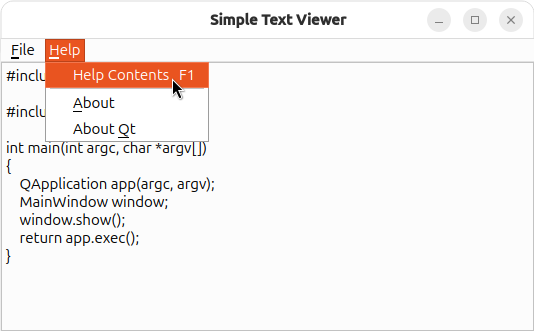 Simple Text Viewer
File Help
Help Contents F1
About
About Qt
#inclu
#inclu
int main(int argc, char *argv[])
{
QApplication app(argc, argv);
MainWindow window;
window.show();
return app.exec();
}